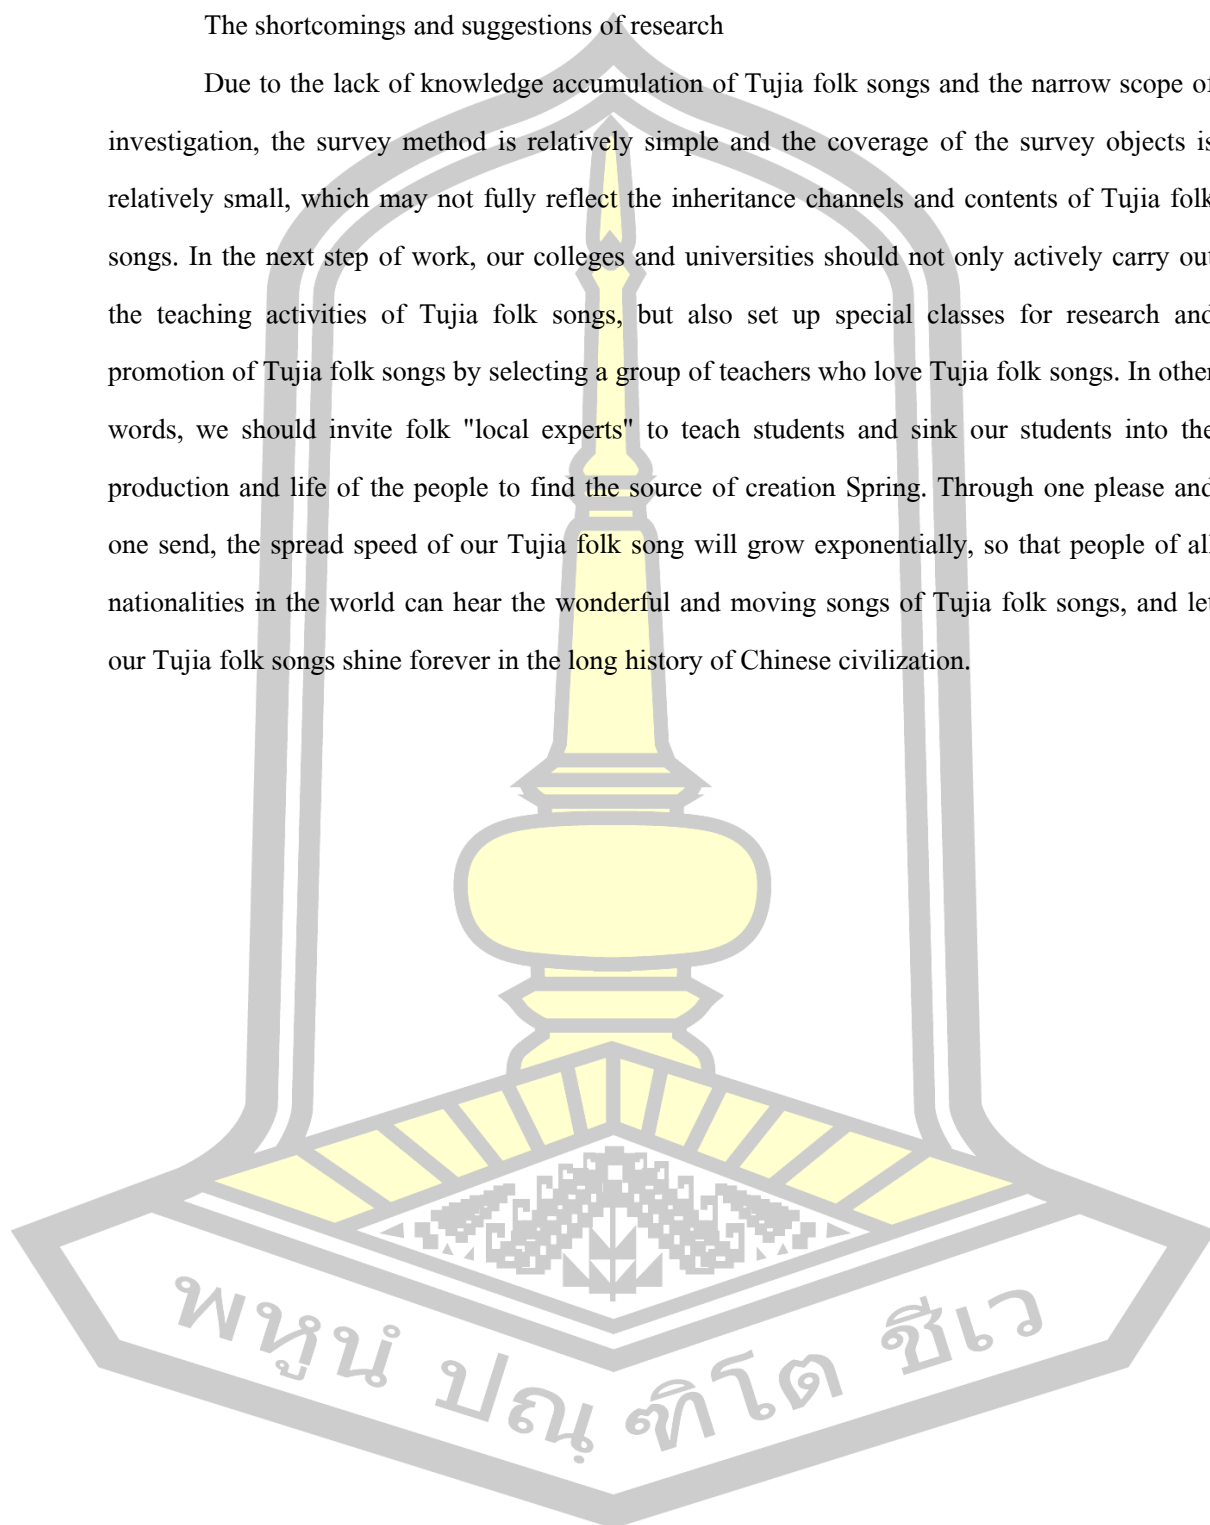 The shortcomings and suggestions of research
Due to the lack of knowledge accumulation of Tujia folk songs and the narrow scope of
investigation, the survey method is relatively simple and the coverage of the survey objects is
relatively small, which may not fully reflect the inheritance channels and contents of Tujia folk
songs. In the next step of work, our colleges and universities should not only actively carry out
the teaching activities of Tujia folk songs, but also set up special classes for research and
promotion of Tujia folk songs by selecting a group of teachers who love Tujia folk songs. In other
words, we should invite folk "local experts" to teach students and sink our students into the
production and life of the people to find the source of creation Spring. Through one please and
one send, the spread speed of our Tujia folk song will grow exponentially, so that people of all
nationalities in the world can hear the wonderful and moving songs of Tujia folk songs, and let
our Tujia folk songs shine forever in the long history of Chinese civilization.
พหูนํ ปณฺฑิโต ชีเว